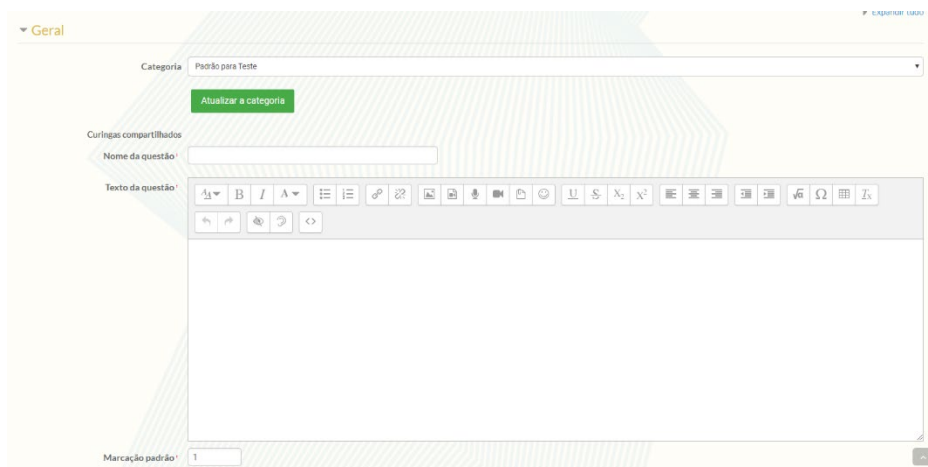 Expandir tudo
Geral
Categoria Padrão para Teste
Atualizar a categoria
Curingas compartilhados
Nome da questão
Texto da questão
Marcação padrão 1